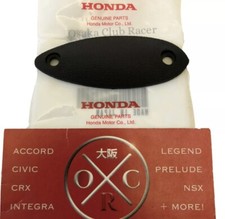 HONDA
HONDA
GENUINE PARTS
GENUINE PARTS
Honda Motor Co., Ltd.
Honda Motor Co., Ltd.
Osaka Club Racer
ACCORD
CIVIC
CRX
INTEGRA
大阪
O C
R
LEGEND
PRELUDE
NSX
+ MORE!